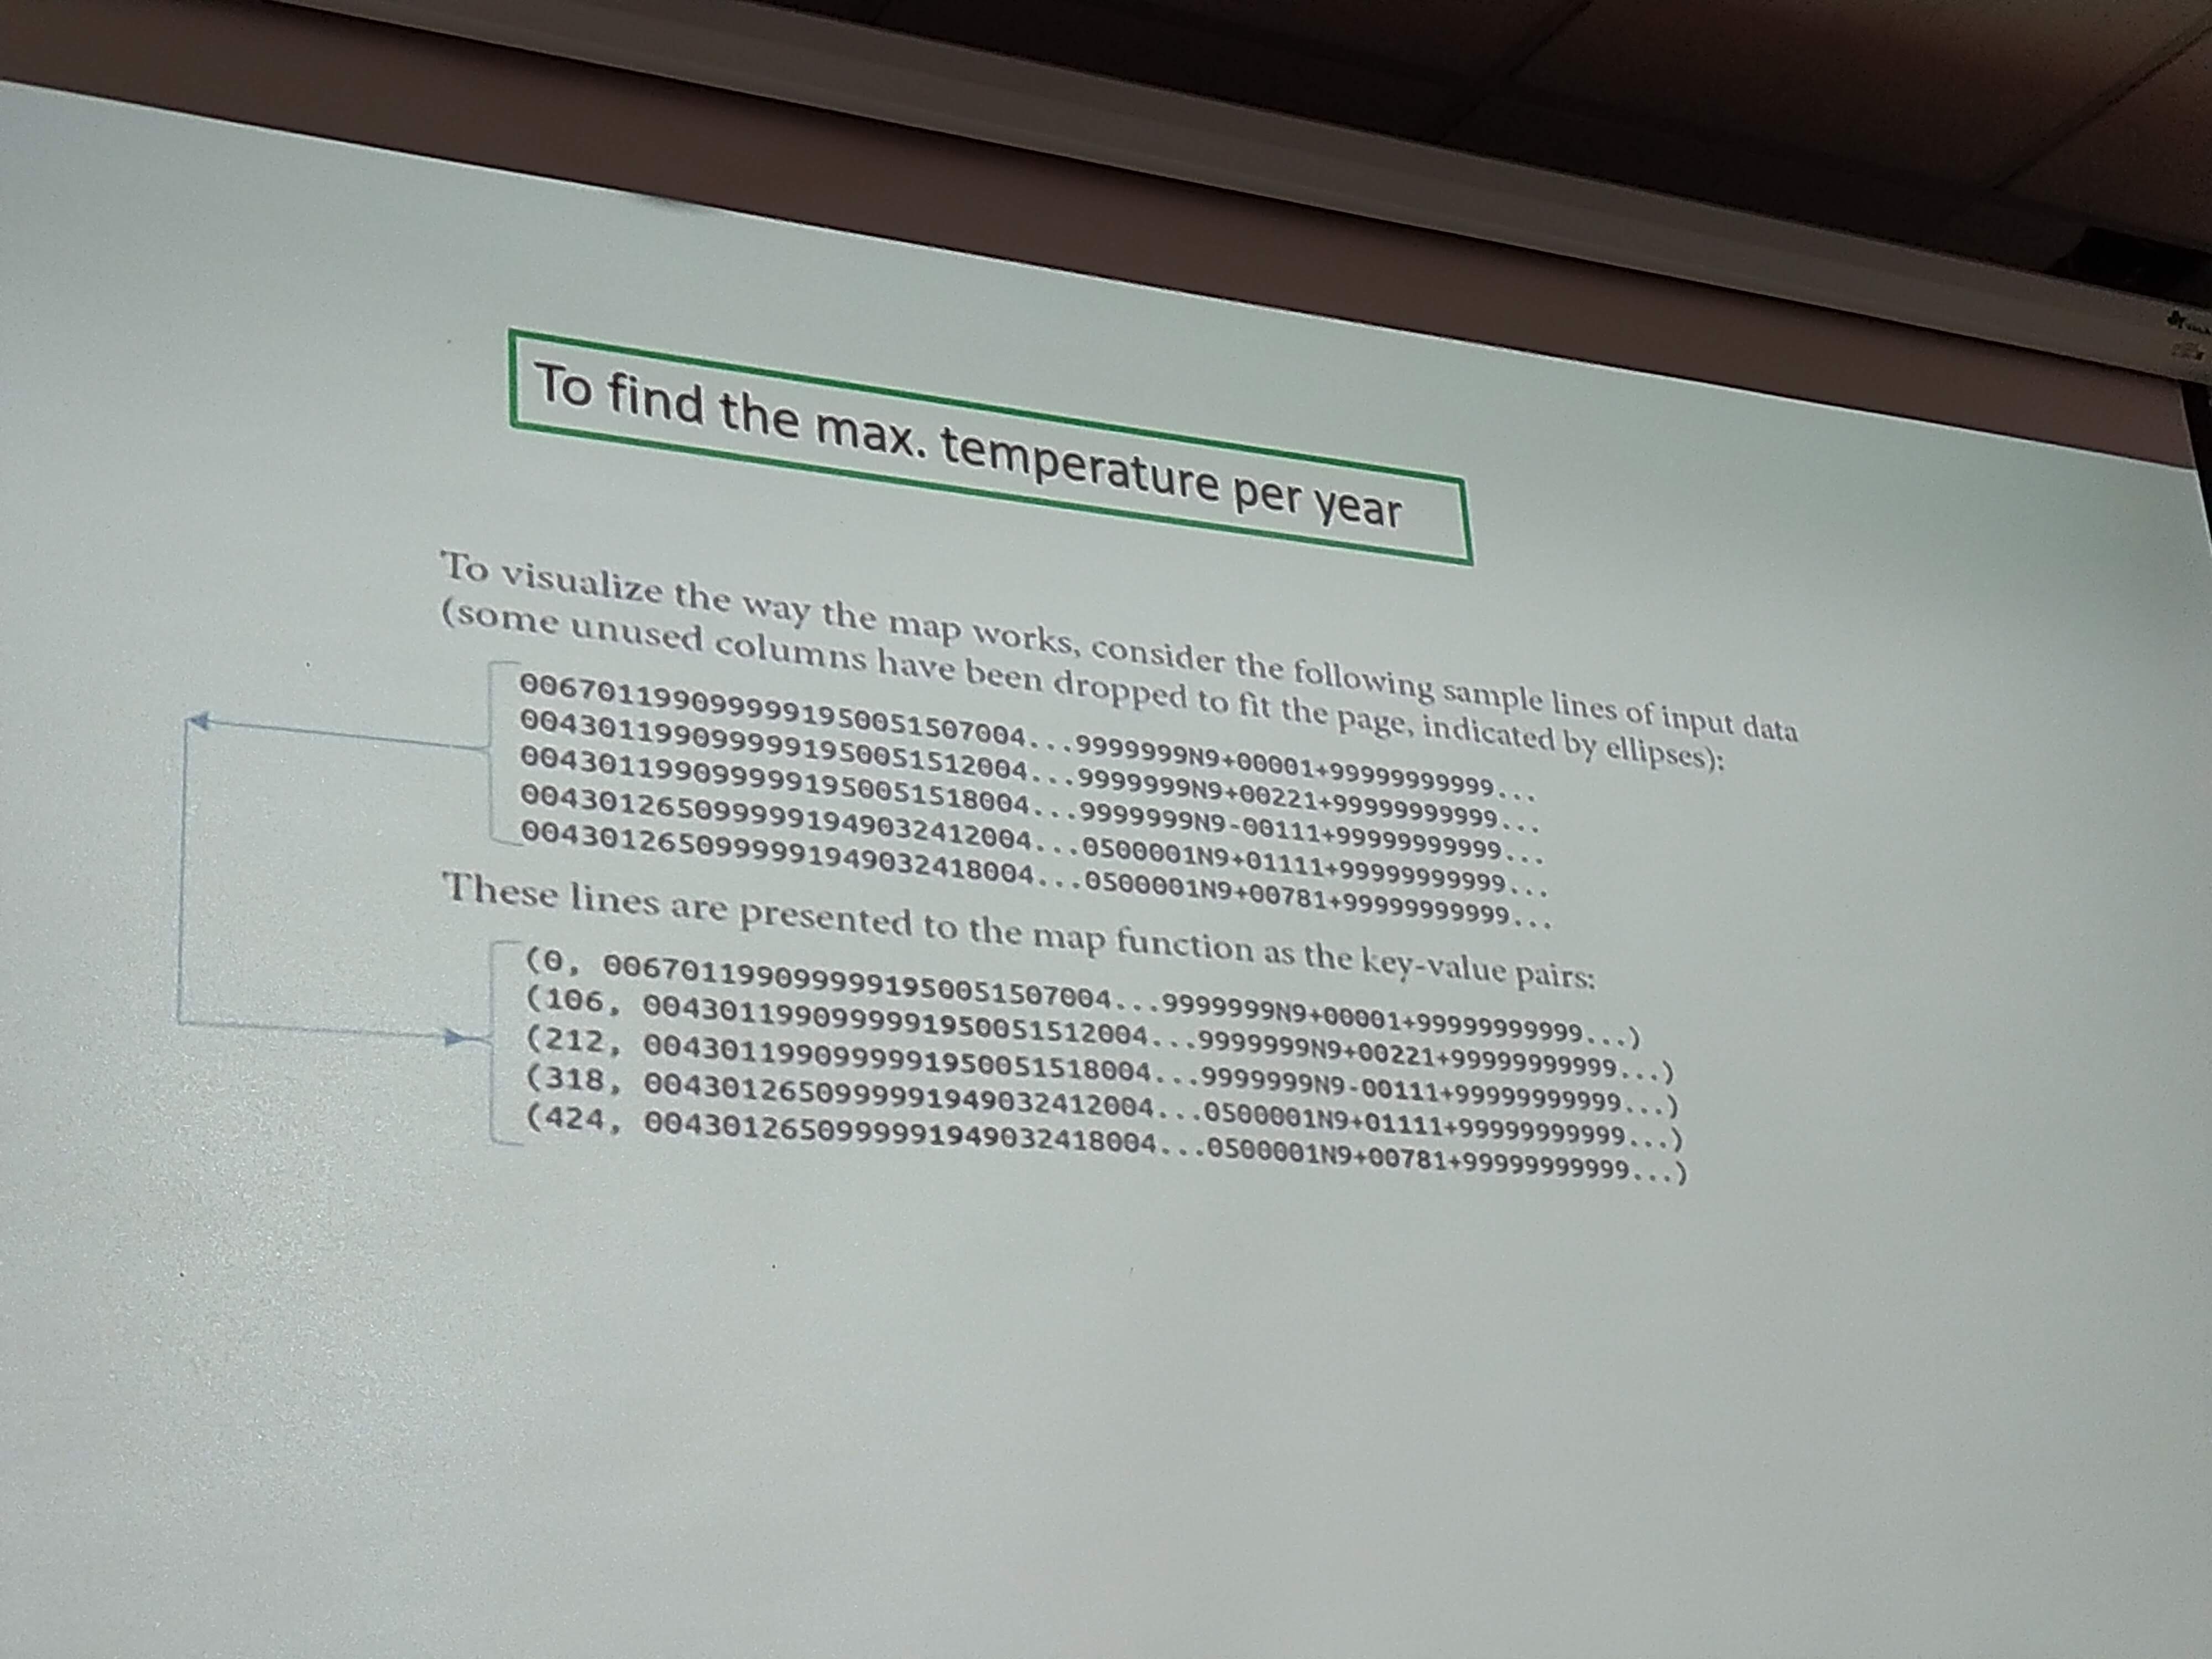 To find the max. temperature per year
To visualize the way the map works, consider the following sample lines of input data
(some unused columns have been dropped to fit the page, indicated by ellipses):
0067011990999991950051507004...9999999N9+00001+99999999999...
0043011990999991950051512004...9999999N9+00221+99999999999...
0043011990999991950051518004...9999999N9-00111+99999999999...
0043012650999991949032412004...0500001N9+01111+99999999999...
0043012650999991949032418004...0500001N9+00781+99999999999...
These lines are presented to the map function as the key-value pairs:
(0, 0067011990999991950051507004...9999999N9+00001+99999999999...)
(106, 0043011990999991950051512004...9999999N9+00221+99999999999...)
(212, 0043011990999991950051518004...9999999N9-00111+99999999999...)
(318, 0043012650999991949032412004...0500001N9+01111+99999999999...)
(424, 0043012650999991949032418004...0500001N9+00781+99999999999...)